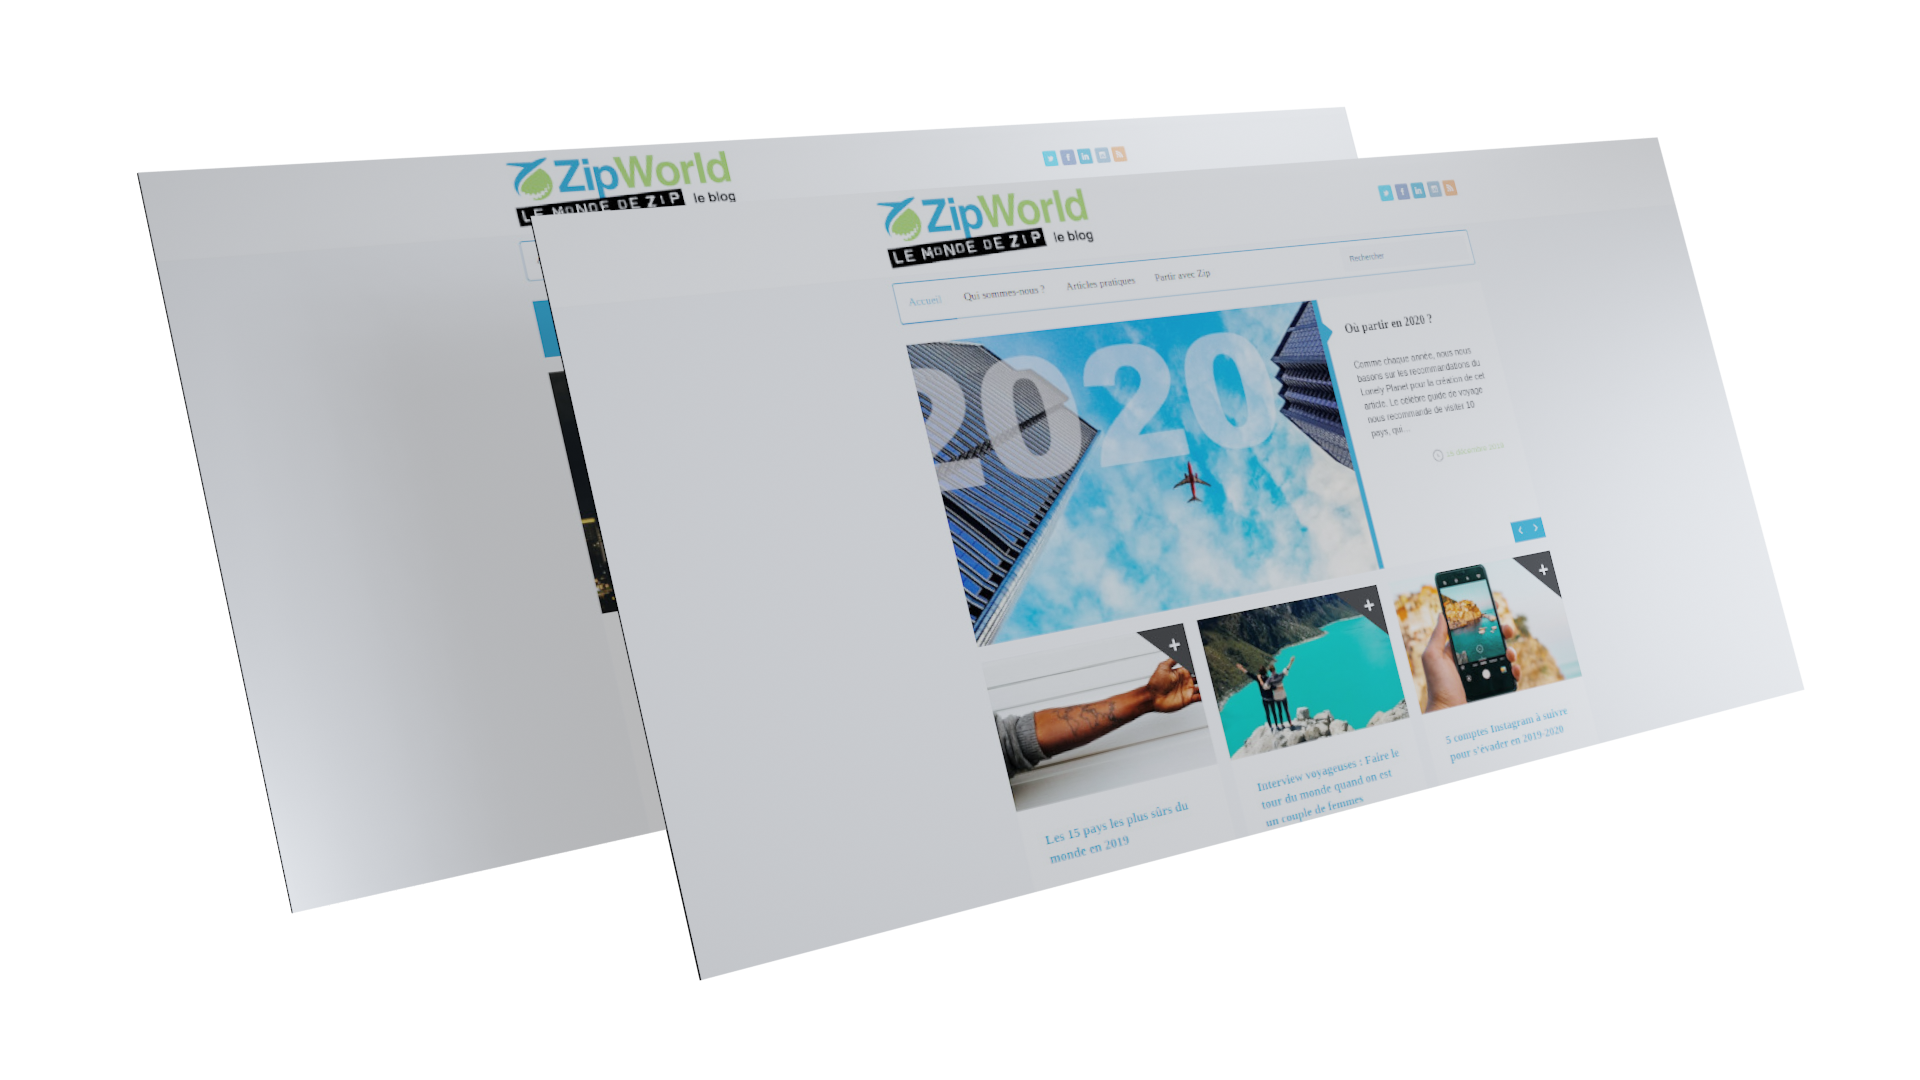 ZipWorld
LE MONDE DE ZIP le blog
ZipWorld
LE MONDE DE ZIP le blog
Accueil Qui sommes-nous ? Articles pratiques Partir avec Zip Rechercher
2020
Où partir en 2020 ?
Comme chaque année, nous nous
basons sur les recommandations du
Lonely Planet pour la création de cet
article. Le célèbre guide de voyage
nous recommande de visiter 10
pays, qui...
décembre
Les 15 pays les plus sûrs du
monde en 2019
Interview voyageuses : Faire le
tour du monde quand on est
un couple de femmes
5 comptes Instagram à suivre
pour s'évader en 2019-2020